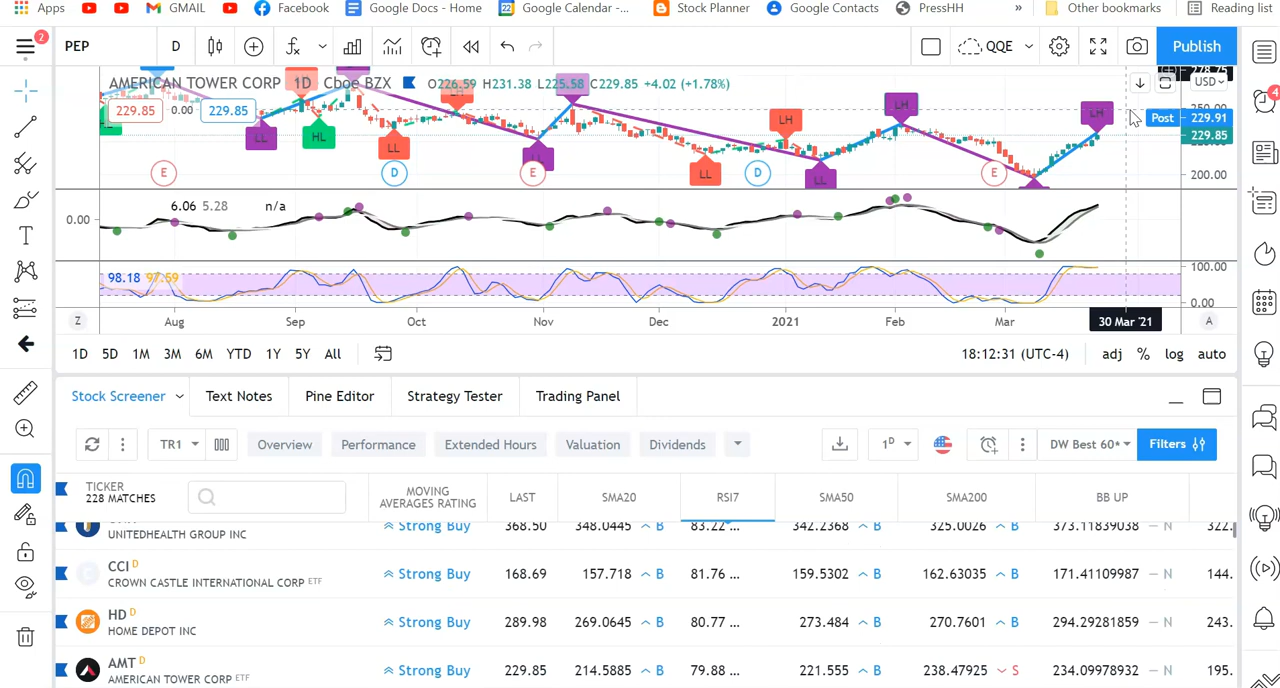 Apps GMAIL Facebook Google Docs - Home Google Calendar -... Stock Planner Google Contacts PressHH » Other bookmarks Reading list
2 PEP D QQE Publish
AMERICAN TOWER CORP 1D Cboe BZX O226.59 H231.38 L225.58 C229.85 +4.02 (+1.78%) USD
229.85 0.00 229.85
LH LH LH
LL HL LL LL LL LL
E D E D E
Post 229.91
229.85
200.00
4
6.06 5.28 n/a
0.00
98.18 97.59
100.00
0.00
Z Aug Sep Oct Nov Dec 2021 Feb Mar 30 Mar '21 A
1D 5D 1M 3M 6M YTD 1Y 5Y All 18:12:31 (UTC-4) adj % log auto
Stock Screener Text Notes Pine Editor Strategy Tester Trading Panel
TR1 Overview Performance Extended Hours Valuation Dividends 1D DW Best 60* Filters
TICKER
228 MATCHES
MOVING
AVERAGES RATING
LAST SMA20 RSI7 SMA50 SMA200 BB UP
Strong Buy 368.50 348.0445 B 83.22 ... 342.2368 B 325.0026 B 373.11839038 — N 322.
UNITEDHEALTH GROUP INC
CCI D Strong Buy 168.69 157.718 B 81.76 ... 159.5302 B 162.63035 B 171.41109987 — N 144.
CROWN CASTLE INTERNATIONAL CORP ETF
HD D Strong Buy 289.98 269.0645 B 80.77 ... 273.484 B 270.7601 B 294.29281859 — N 243.
HOME DEPOT INC
AMT D Strong Buy 229.85 214.5885 B 79.88 ... 221.555 B 238.47925 S 234.09978932 — N 195.
AMERICAN TOWER CORP ETF